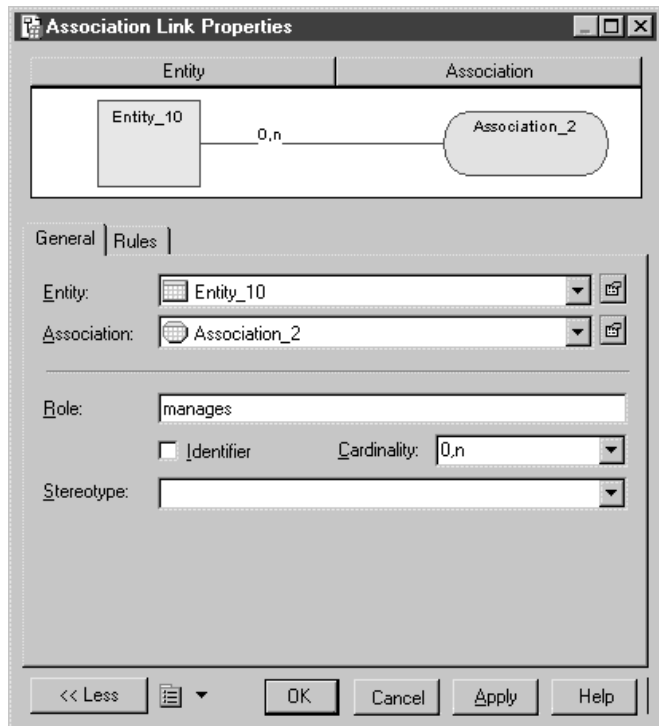 Association Link Properties
Entity Association
Entity_10 0,n Association_2
General Rules
Entity: Entity_10
Association: Association_2
Role: manages
Identifier Cardinality: 0,n
Stereotype:
<< Less OK Cancel Apply Help